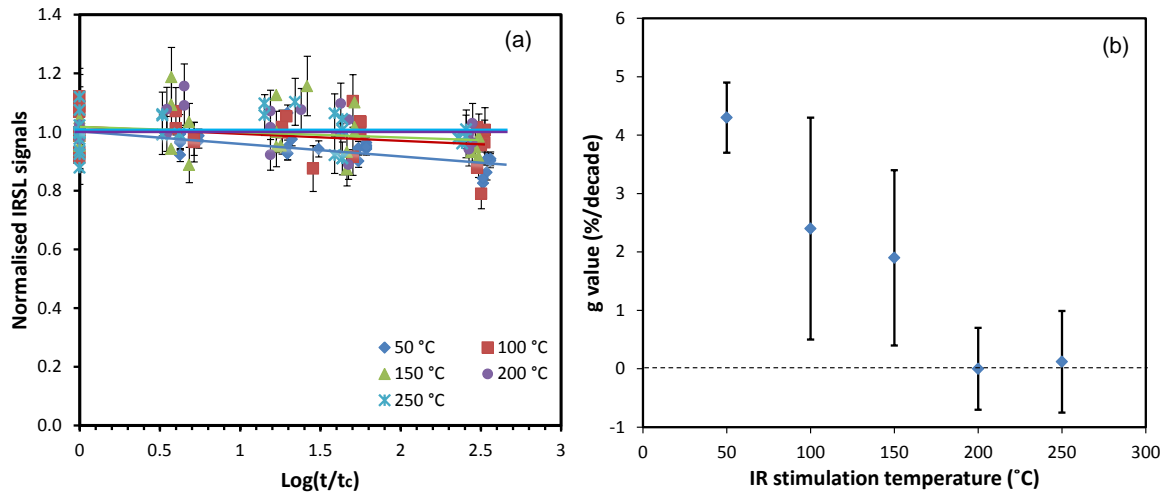 (a)
Normalised IRSL signals
1.4
1.2
1.0
0.8
0.6
0.4
0.2
0.0
50 °C
100 °C
150 °C
200 °C
250 °C
0.0
0.5
1
1.5
2
2.5
3
Log(t/tc)
(b)
g value (%/decade)
6
5
4
3
2
1
0
-1
0
50
100
150
200
250
300
IR stimulation temperature (˚C)